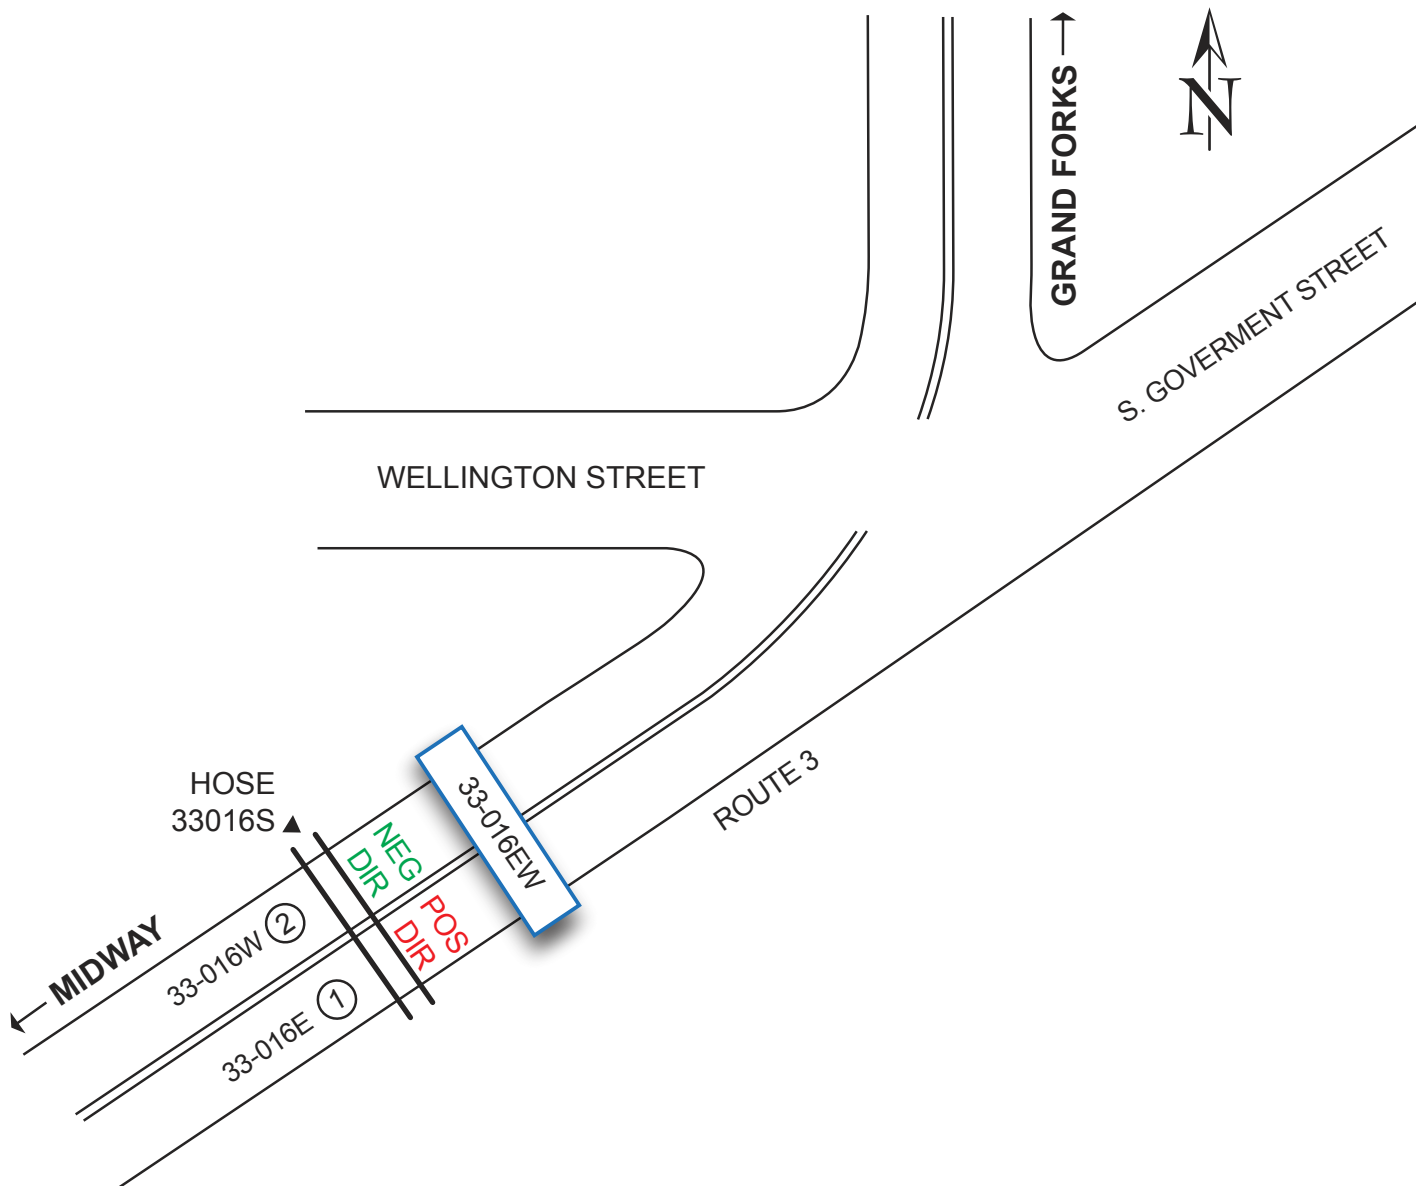 GRAND FORKS
N
S. GOVERMENT STREET
WELLINGTON STREET
ROUTE 3
HOSE
33016S
NEG
DIR
33-016EW
POS
DIR
MIDWAY
33-016W 2
33-016E 1